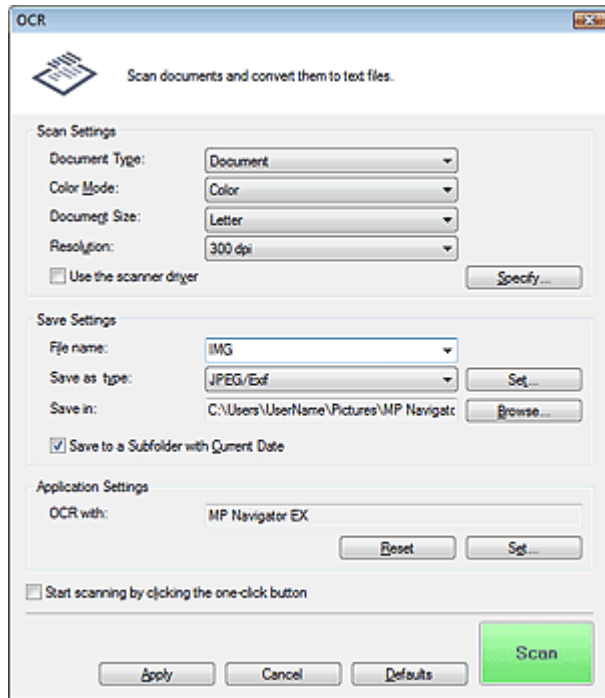 OCR
Scan documents and convert them to text files.
Scan Settings
Document Type: Document
Color Mode: Color
Document Size: Letter
Resolution: 300 dpi
Use the scanner driver Specify...
Save Settings
File name: IMG
Save as type: JPEG/Exif Set...
Save in: C:\Users\UserName\Pictures\MP Navigatc Browse...
Save to a Subfolder with Current Date
Application Settings
OCR with: MP Navigator EX
Reset Set...
Start scanning by clicking the one-click button
Scan
Apply Cancel Defaults